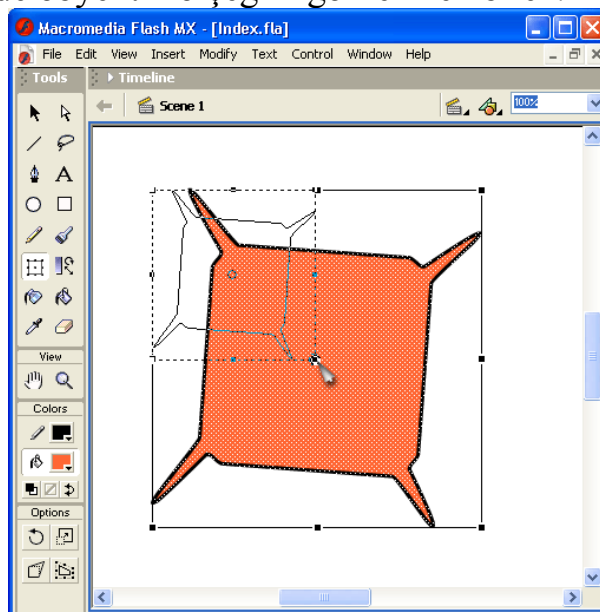 Macromedia Flash MX - [Index.fla]
File Edit View Insert Modify Text Control Window Help
Tools
Timeline
Scene 1
100%
A
View
Colors
Options